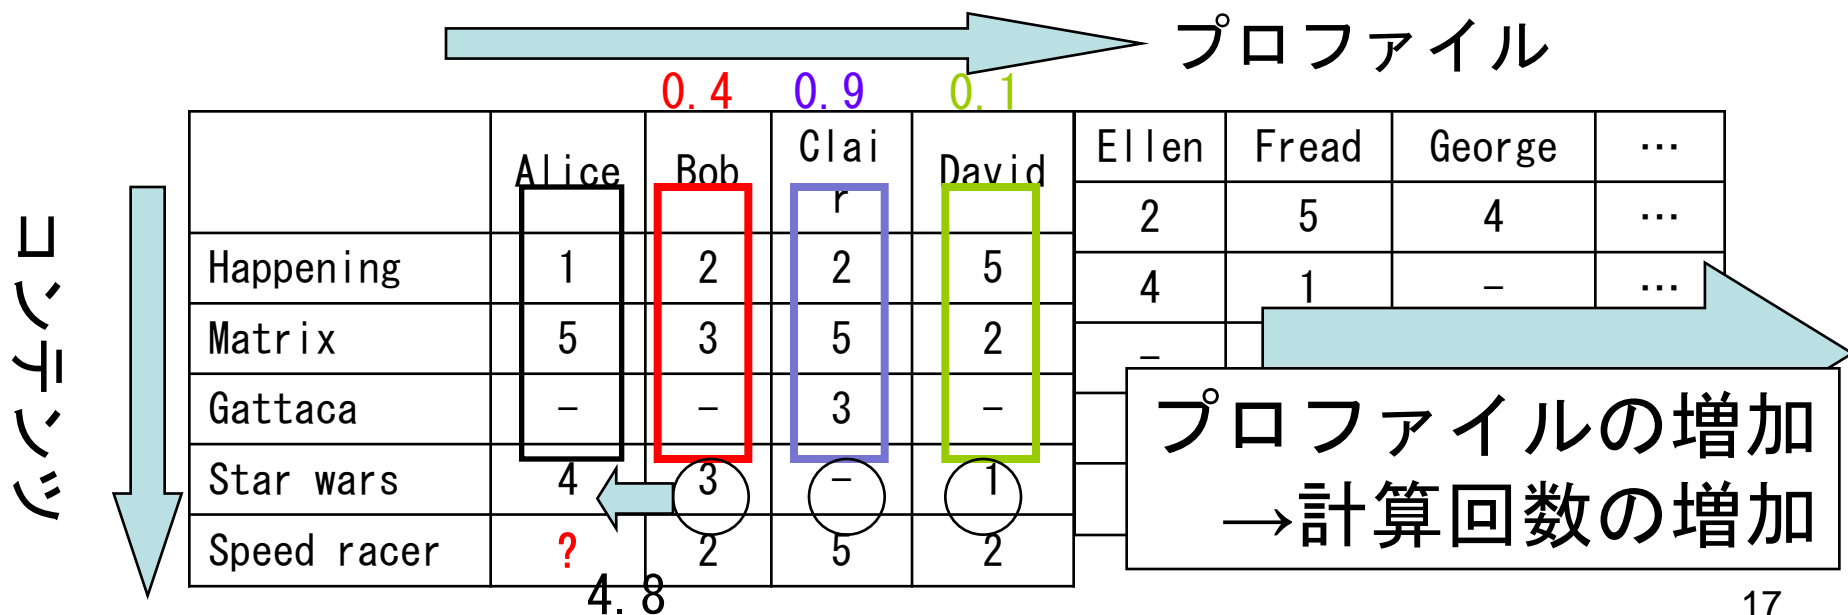 プロファイル
コンテンツ
0.4 0.9 0.1
Alice Bob Clai
r David Ellen Fread George …
2 5 4 …
Happening 1 2 2 5
4 1 − …
Matrix 5 3 5 2
−
Gattaca − − 3 −
Star wars 4 3 − 1
Speed racer ? 2 5 2
4.8
プロファイルの増加
→計算回数の増加
17